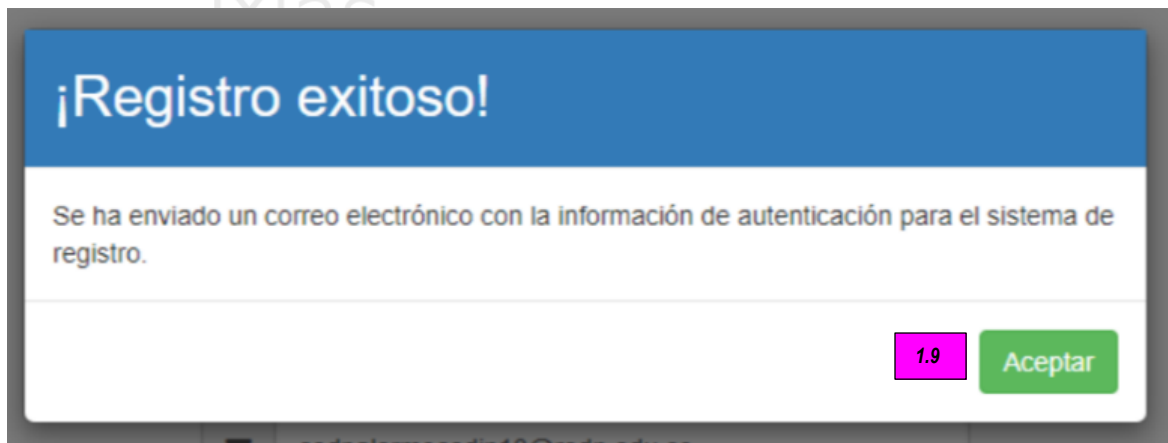 ¡Registro exitoso!
Se ha enviado un correo electrónico con la información de autenticación para el sistema de
registro.
1.9 Aceptar